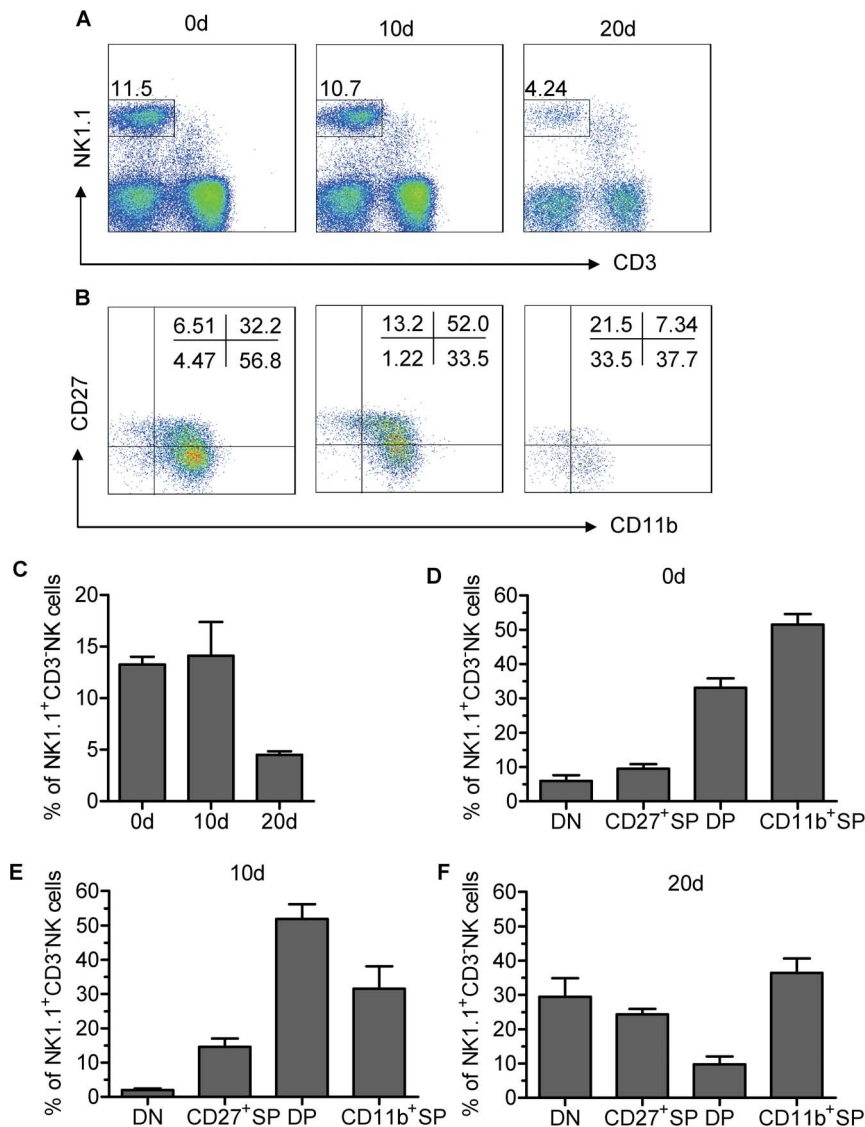 A
0d 10d 20d
11.5 10.7 4.24
NK1.1
CD3
B
6.51 32.2 13.2 52.0 21.5 7.34
4.47 56.8 1.22 33.5 33.5 37.7
CD27
CD11b
C
% of NK1.1⁺CD3⁻NK cells
20
15
10
5
0
0d 10d 20d
D
0d
% of NK1.1⁺CD3⁻NK cells
60
50
40
30
20
10
0
DN CD27⁺SP DP CD11b⁺SP
E
10d
% of NK1.1⁺CD3⁻NK cells
60
50
40
30
20
10
0
DN CD27⁺SP DP CD11b⁺SP
F
20d
% of NK1.1⁺CD3⁻NK cells
60
50
40
30
20
10
0
DN CD27⁺SP DP CD11b⁺SP